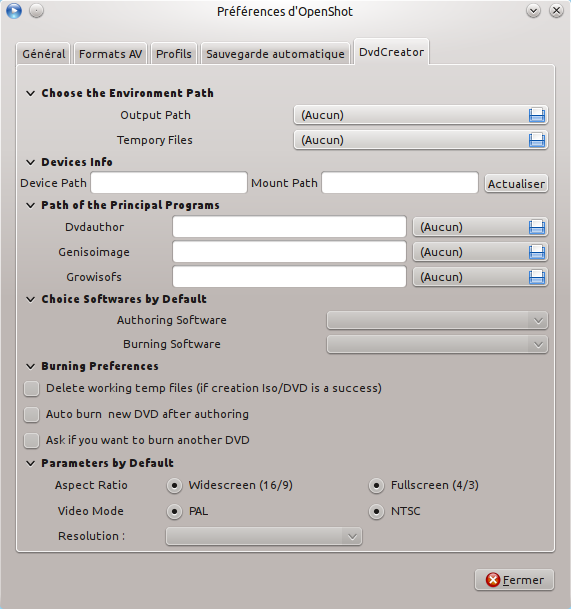 Préférences d'OpenShot
Général Formats AV Profils Sauvegarde automatique DvdCreator
Choose the Environment Path
Output Path (Aucun)
Tempory Files (Aucun)
Devices Info
Device Path Mount Path Actualiser
Path of the Principal Programs
Dvdauthor (Aucun)
Genisoimage (Aucun)
Growisofs (Aucun)
Choice Softwares by Default
Authoring Software
Burning Software
Burning Preferences
Delete working temp files (if creation Iso/DVD is a success)
Auto burn new DVD after authoring
Ask if you want to burn another DVD
Parameters by Default
Aspect Ratio Widescreen (16/9) Fullscreen (4/3)
Video Mode PAL NTSC
Resolution :
Fermer